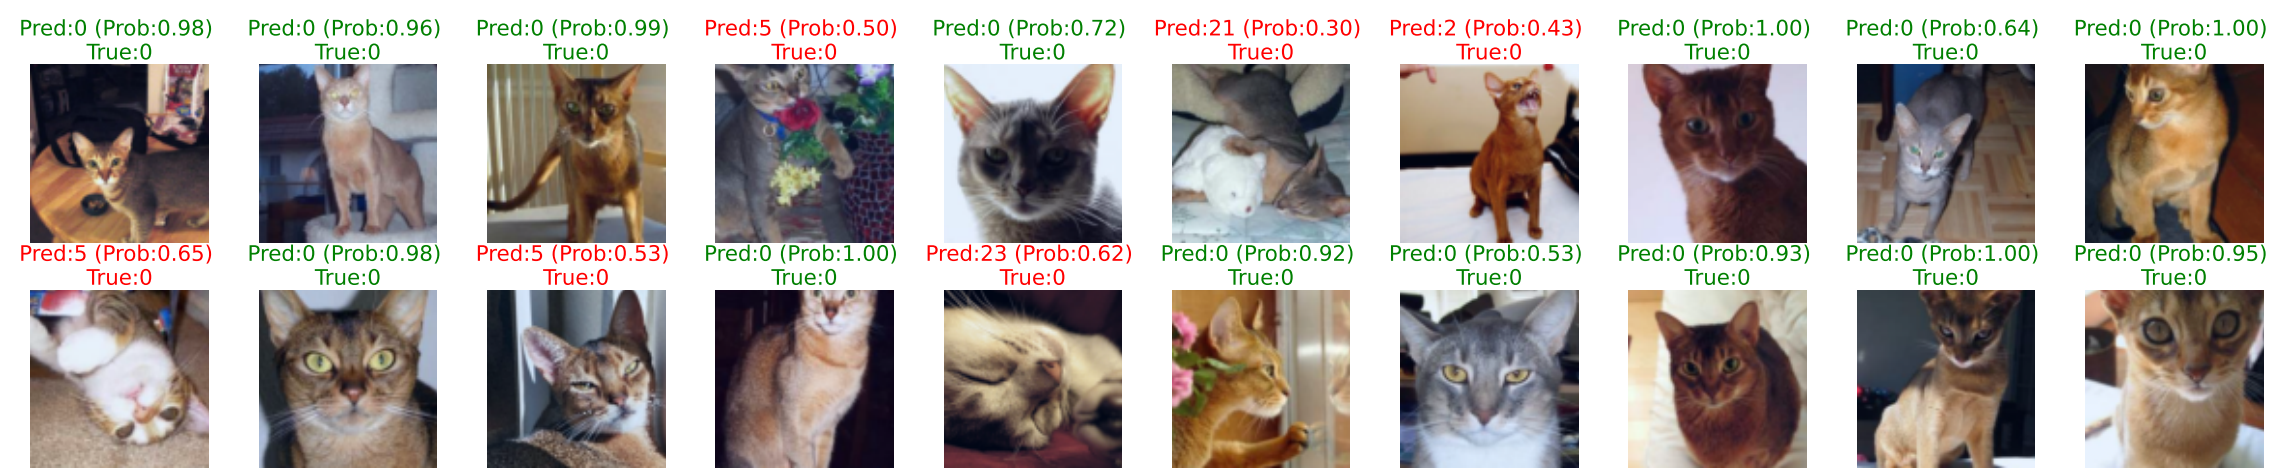 Pred:0 (Prob:0.98)
True:0
Pred:0 (Prob:0.96)
True:0
Pred:0 (Prob:0.99)
True:0
Pred:5 (Prob:0.50)
True:0
Pred:0 (Prob:0.72)
True:0
Pred:21 (Prob:0.30)
True:0
Pred:2 (Prob:0.43)
True:0
Pred:0 (Prob:1.00)
True:0
Pred:0 (Prob:0.64)
True:0
Pred:0 (Prob:1.00)
True:0
Pred:5 (Prob:0.65)
True:0
Pred:0 (Prob:0.98)
True:0
Pred:5 (Prob:0.53)
True:0
Pred:0 (Prob:1.00)
True:0
Pred:23 (Prob:0.62)
True:0
Pred:0 (Prob:0.92)
True:0
Pred:0 (Prob:0.53)
True:0
Pred:0 (Prob:0.93)
True:0
Pred:0 (Prob:1.00)
True:0
Pred:0 (Prob:0.95)
True:0